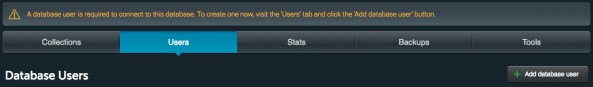 A database user is required to connect to this database. To create one now, visit the 'Users' tab and click the 'Add database user' button.
Collections
Users
Stats
Backups
Tools
Database Users
+ Add database user